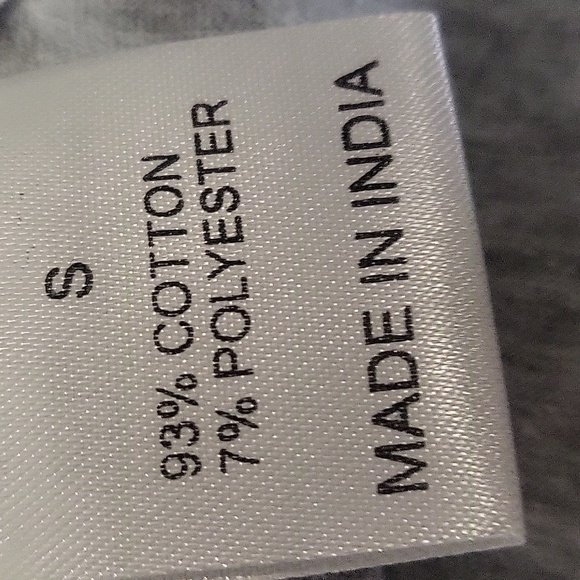 S
93% COTTON
7% POLYESTER
MADE IN INDIA